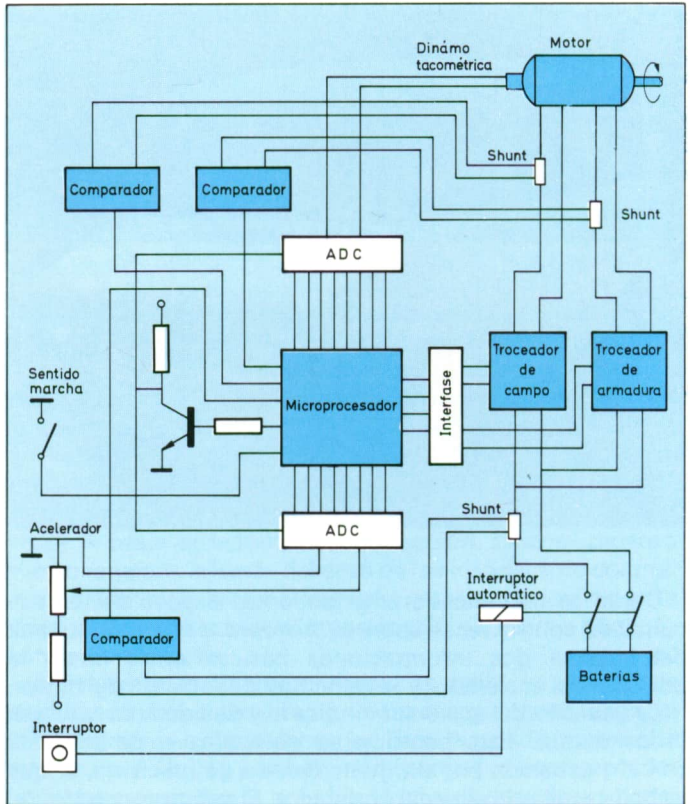 Dinámo
tacométrica
Motor
Shunt
Comparador
Comparador
Shunt
ADC
Sentido
marcha
Microprocesador
Interfase
Troceador
de
campo
Troceador
de
armadura
ADC
Shunt
Acelerador
Interruptor
automático
Comparador
Baterías
Interruptor